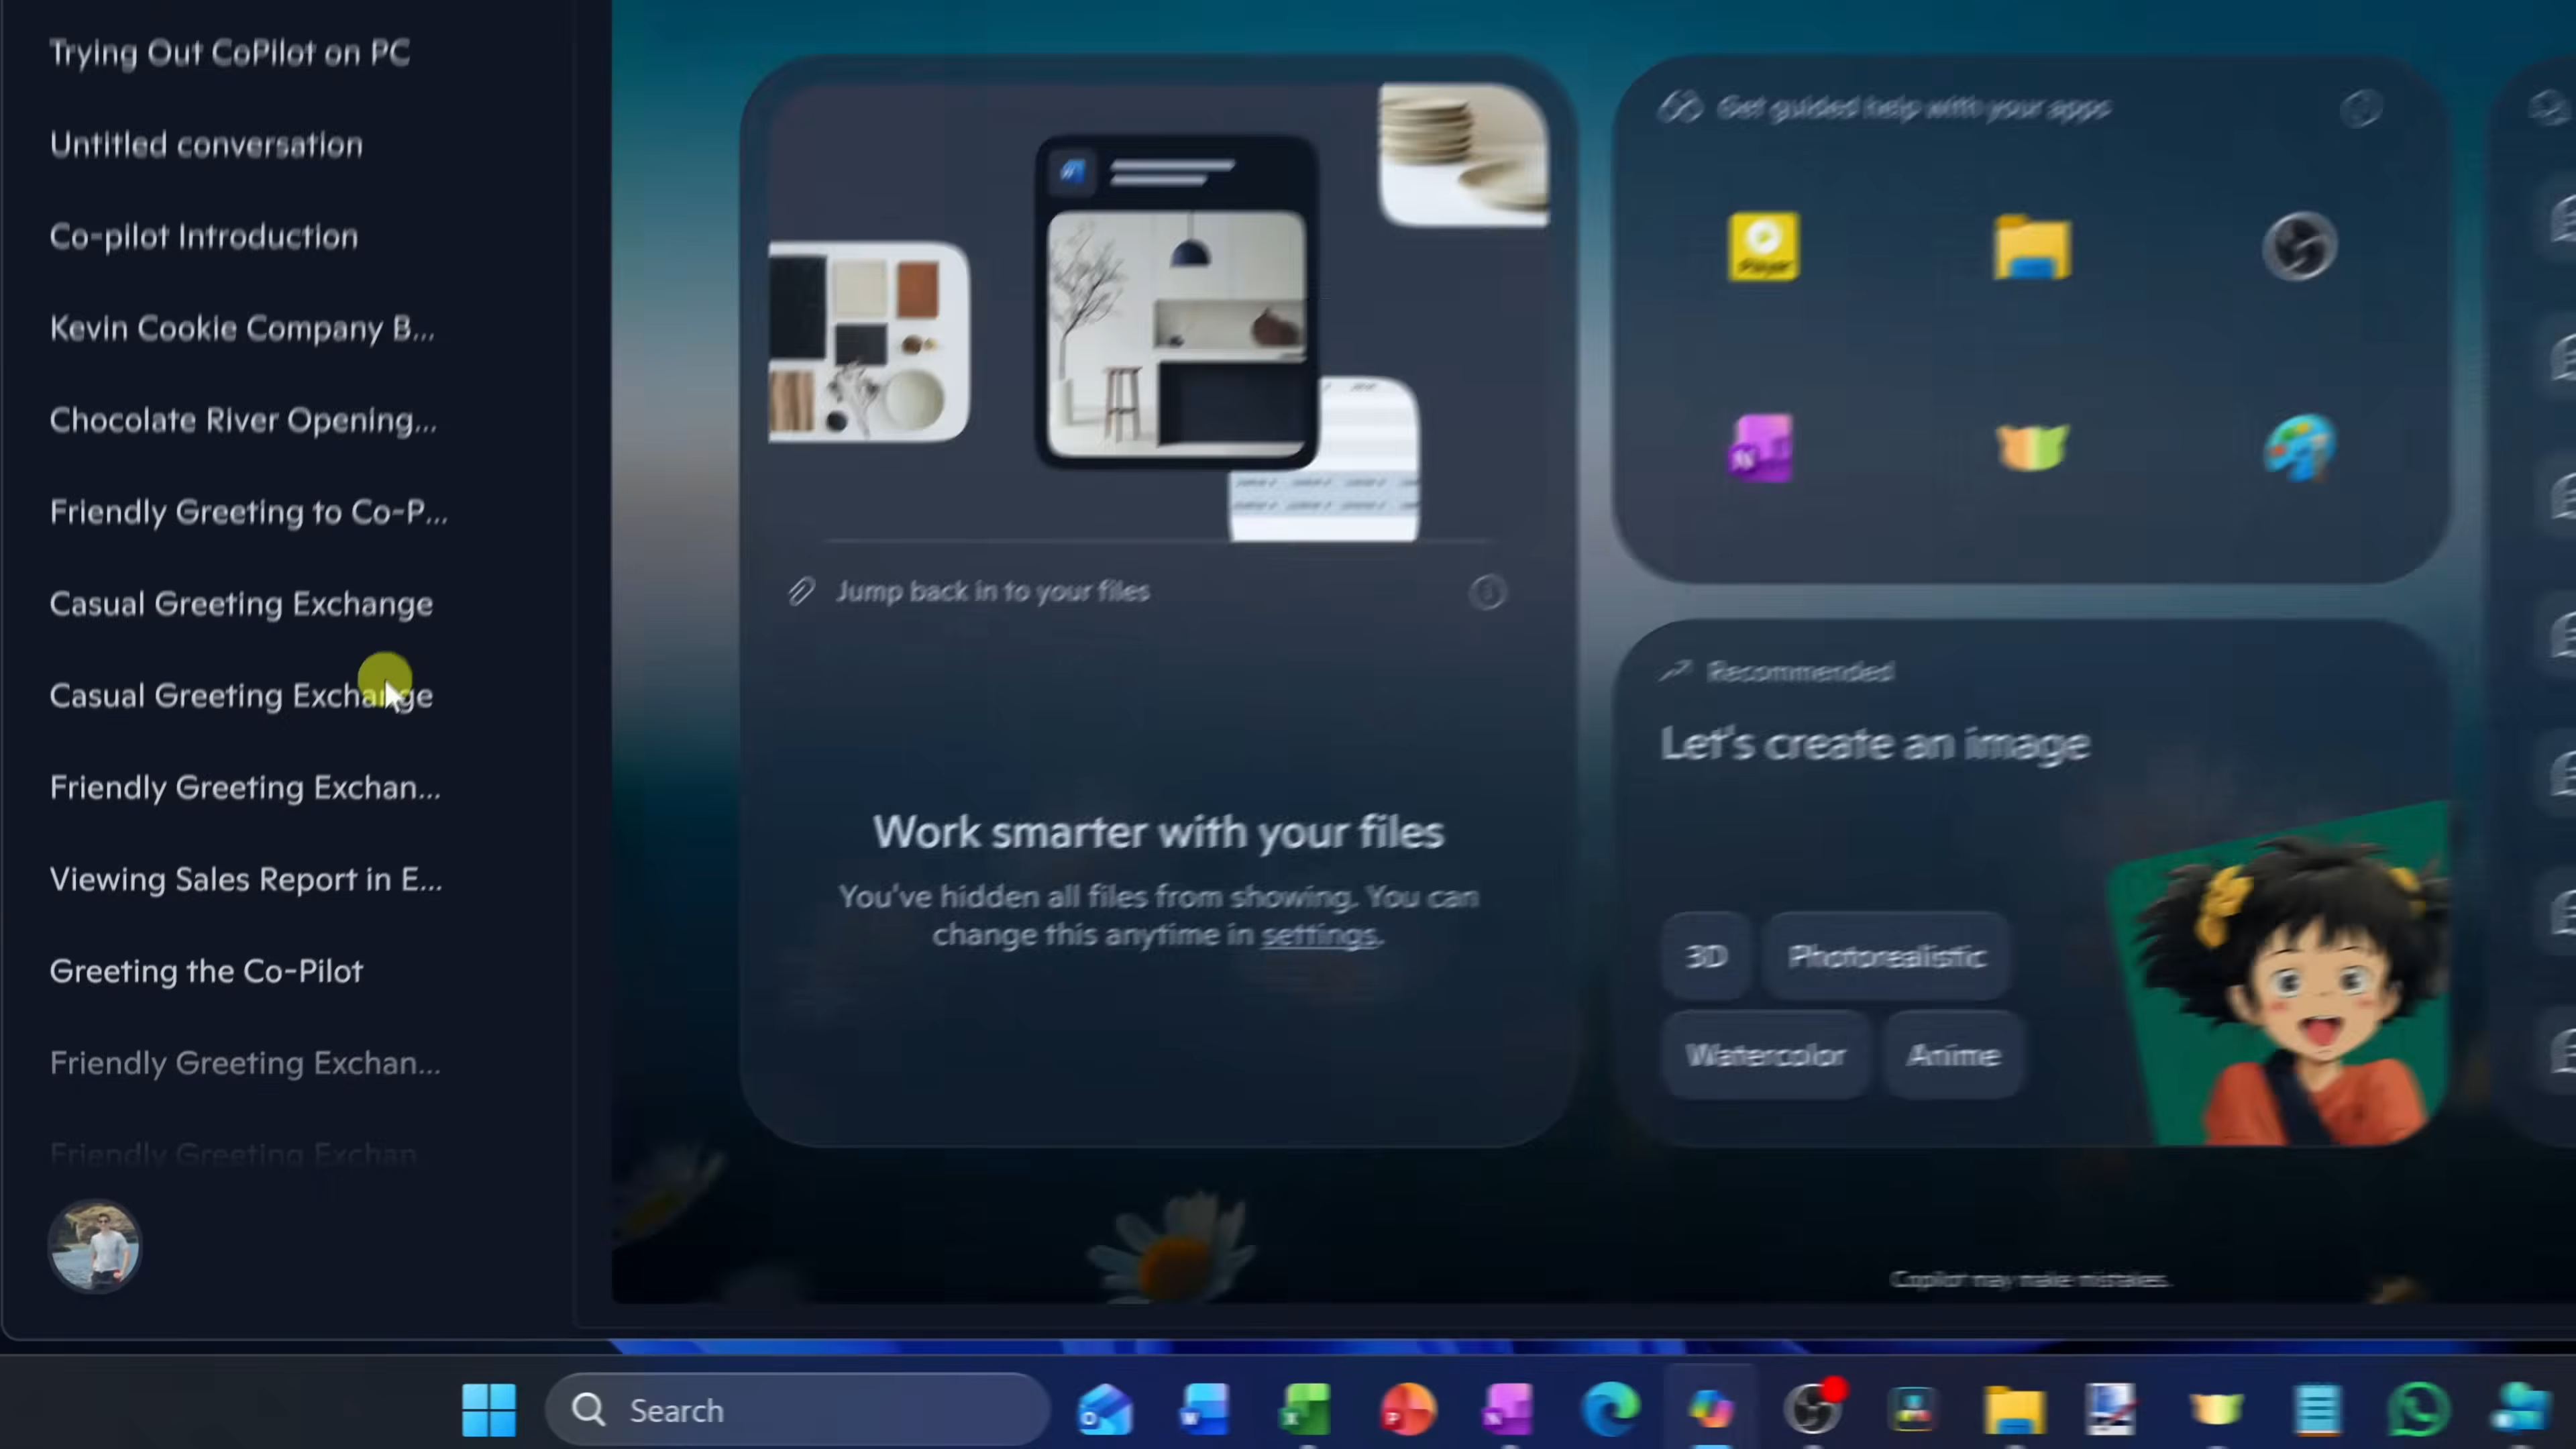 Trying Out CoPilot on PC
Untitled conversation
Co-pilot Introduction
Kevin Cookie Company B...
Chocolate River Opening...
Friendly Greeting to Co-P...
Casual Greeting Exchange
Casual Greeting Exchange
Friendly Greeting Exchan...
Viewing Sales Report in E...
Greeting the Co-Pilot
Friendly Greeting Exchan...
Friendly Greeting Exchan
Jump back in to your files
Work smarter with your files
You've hidden all files from showing. You can
change this anytime in settings.
Get guided help with your apps
Player
N
Recommended
Let's create an image
3D
Photorealistic
Watercolor
Anime
Copilot may make mistakes.
Search
O
W
X
P
N